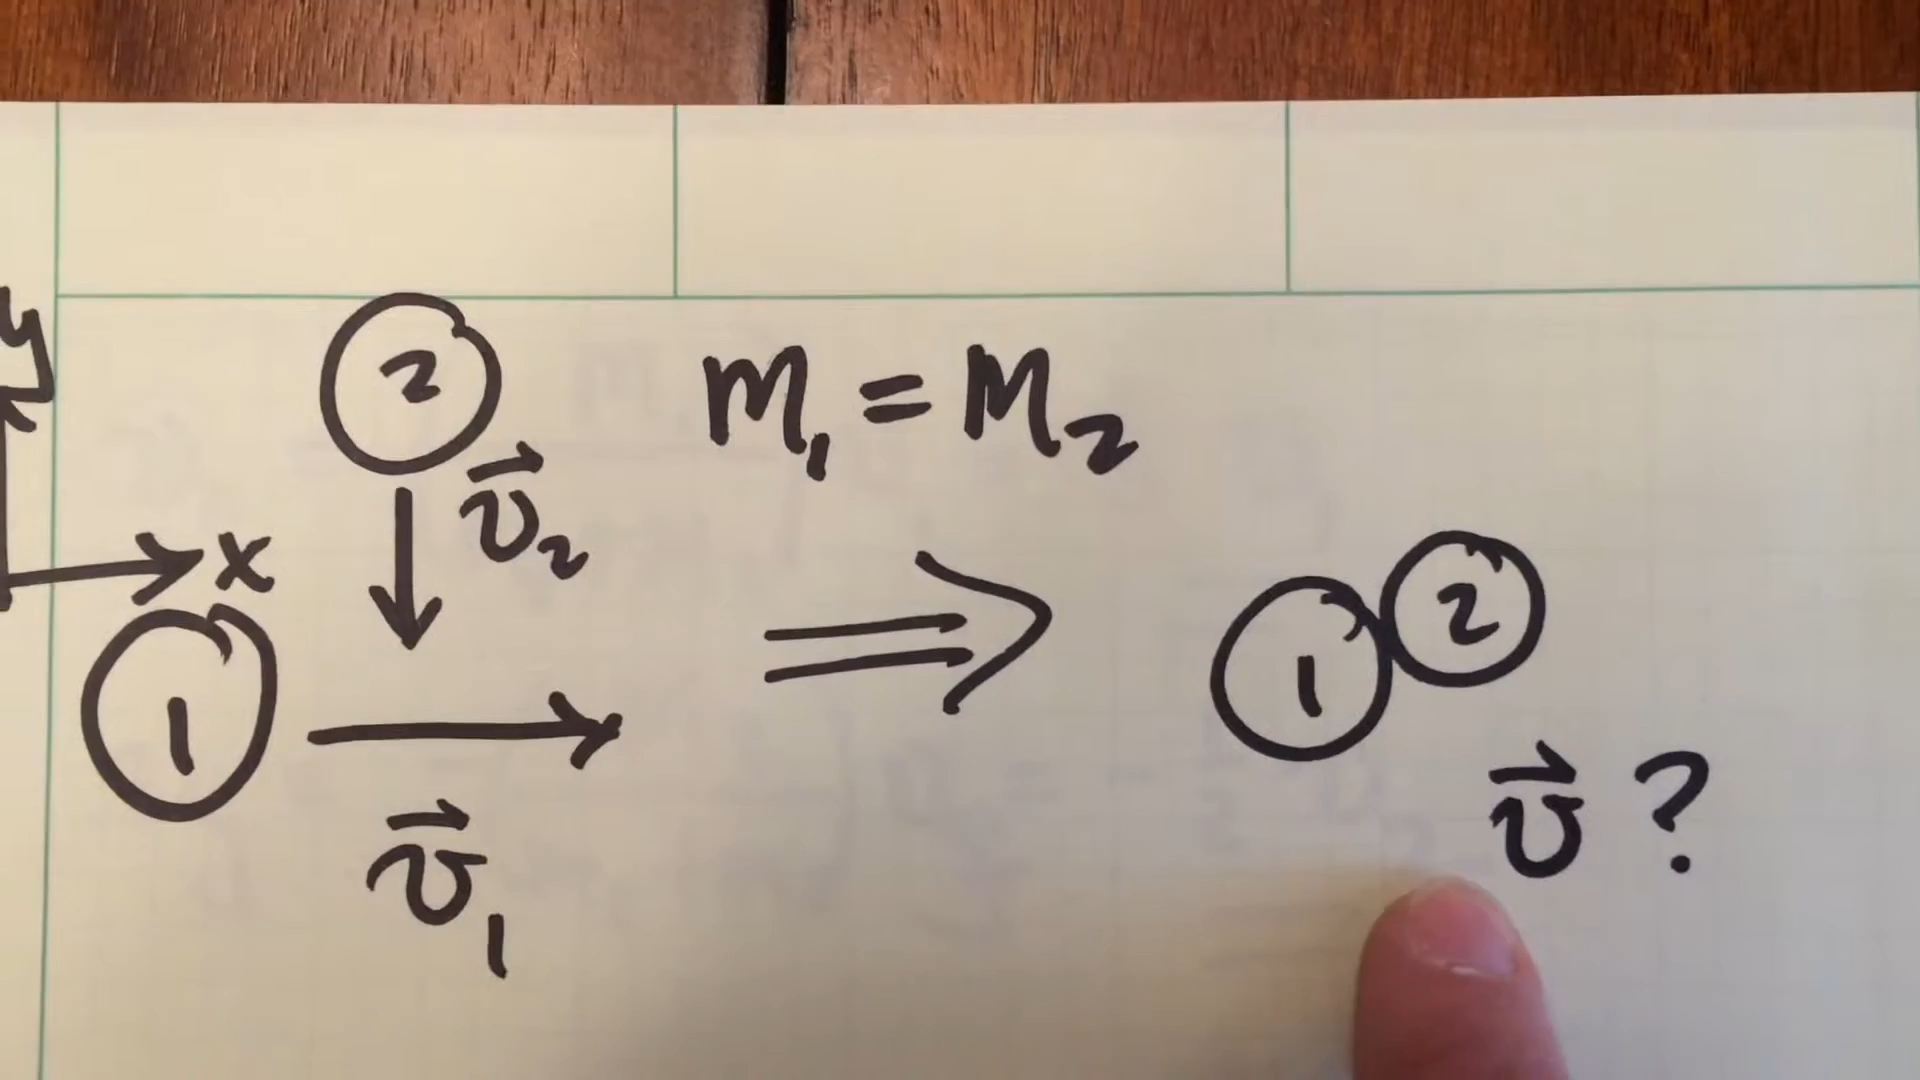 y
x
2
v⃗₂
m₁ = m₂
1
v⃗₁
⇒
1 2
v⃗ ?